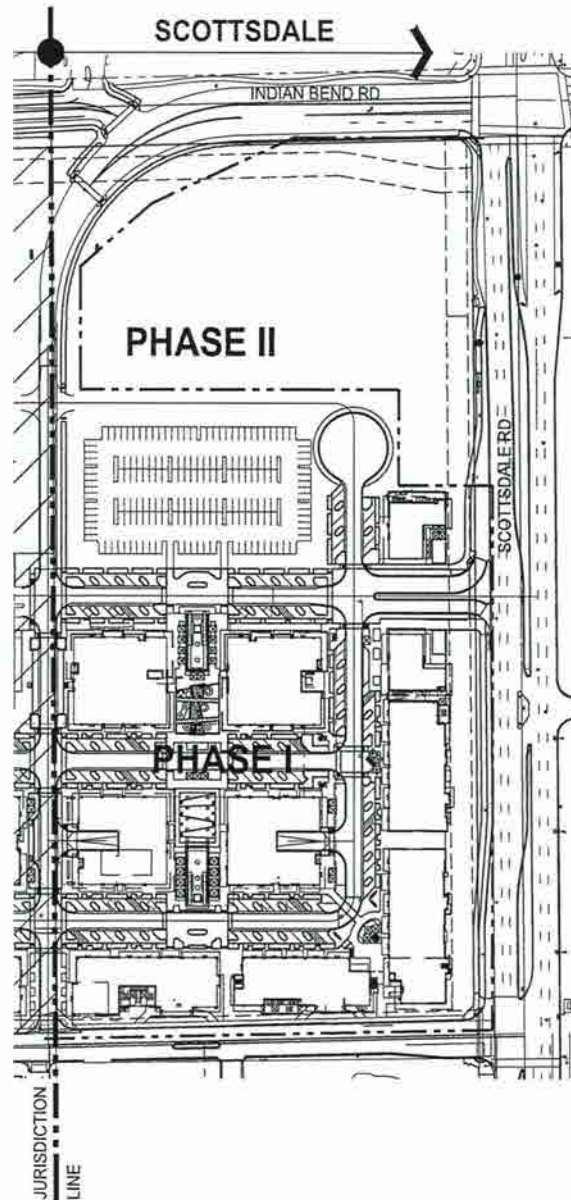 SCOTTSDALE
INDIAN BEND RD
PHASE II
SCOTTSDALE RD
PHASE I
JURISDICTION
LINE